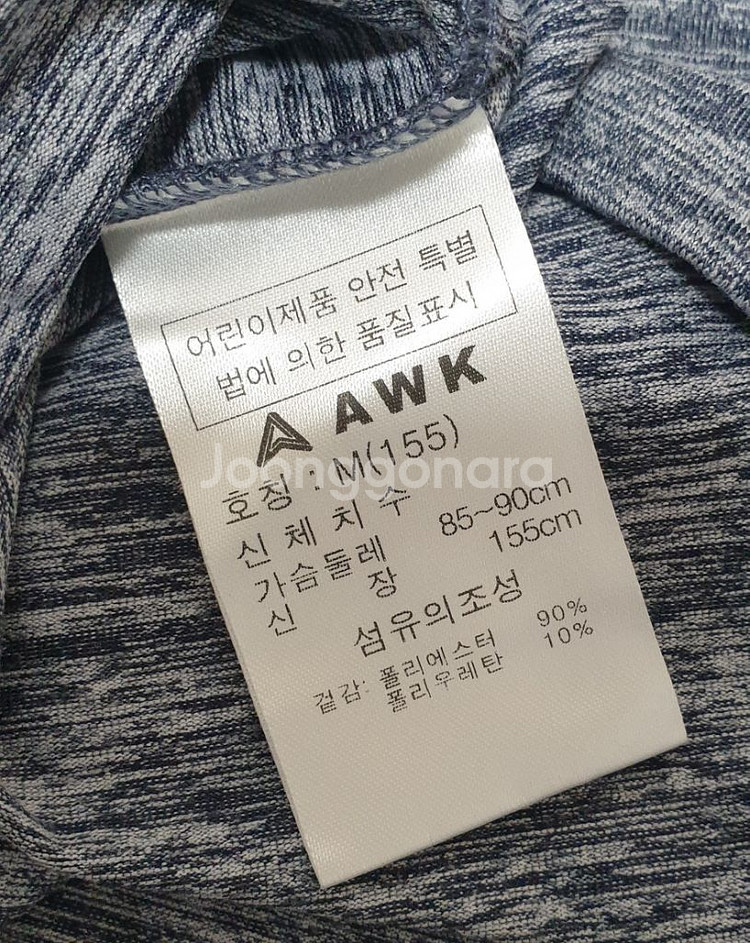 어린이제품 안전 특별
법에 의한 품질표시
AWK
호칭 : M(155)
신 체 치 수
가슴둘레 85~90cm
신 장 155cm
섬유의조성
겉감: 폴리에스터 90%
폴리우레탄 10%
Joonggonara